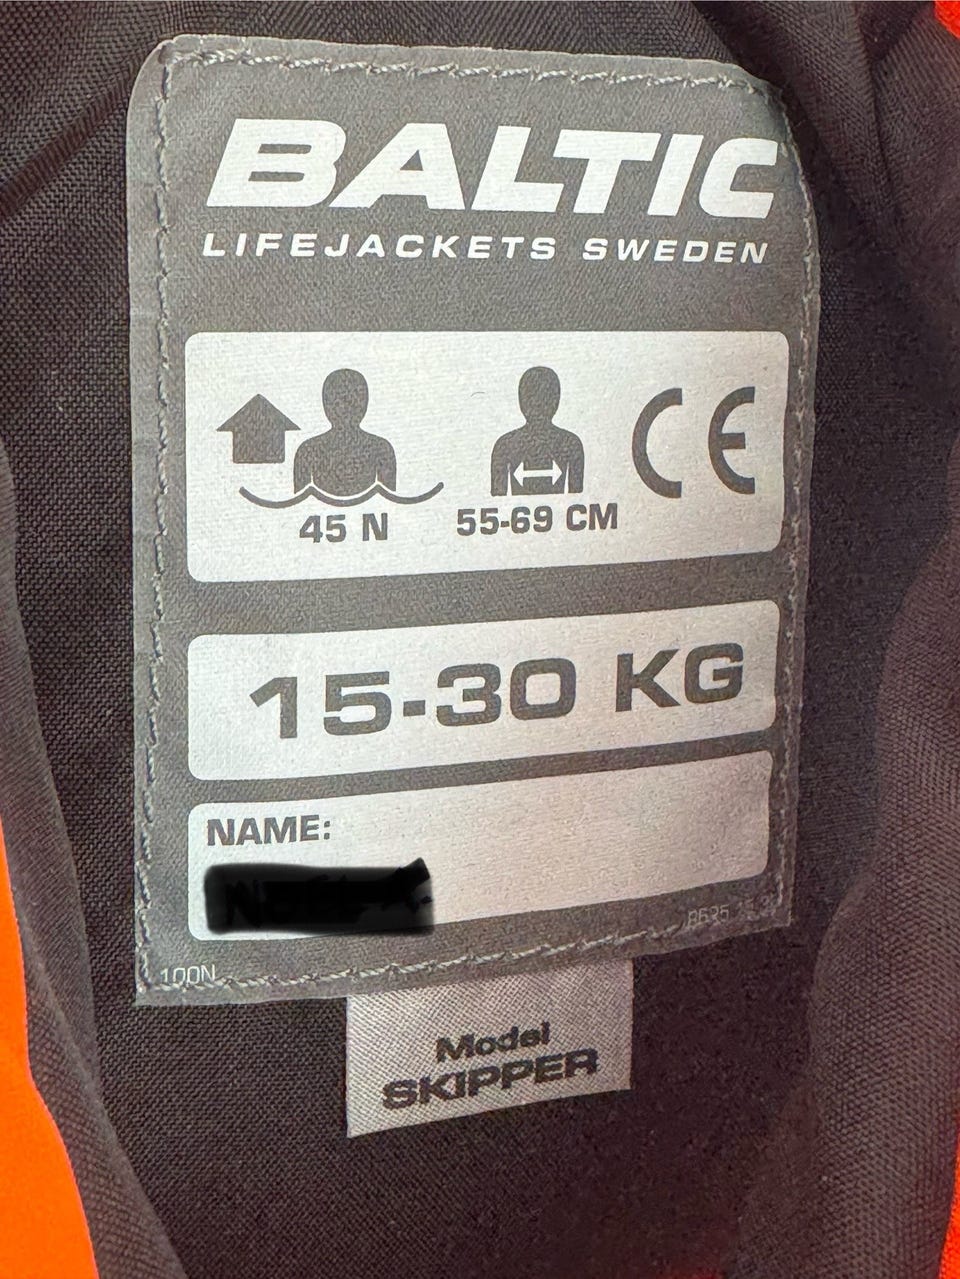 BALTIC
LIFEJACKETS SWEDEN
CE
45 N
55-69 CM
15-30 KG
NAME:
100N
Model
SKIPPER